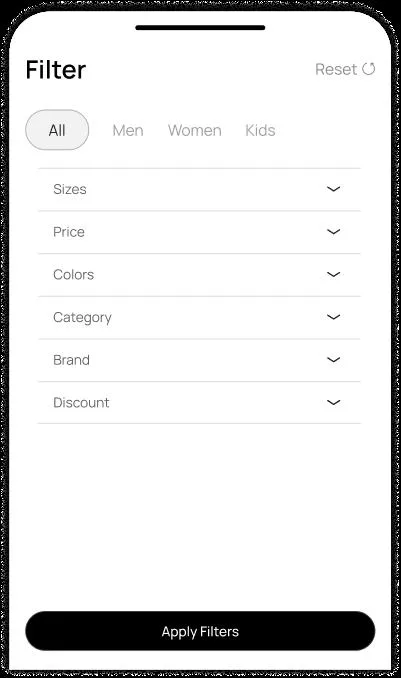 Filter
Reset
All Men Women Kids
Sizes
Price
Colors
Category
Brand
Discount
Apply Filters